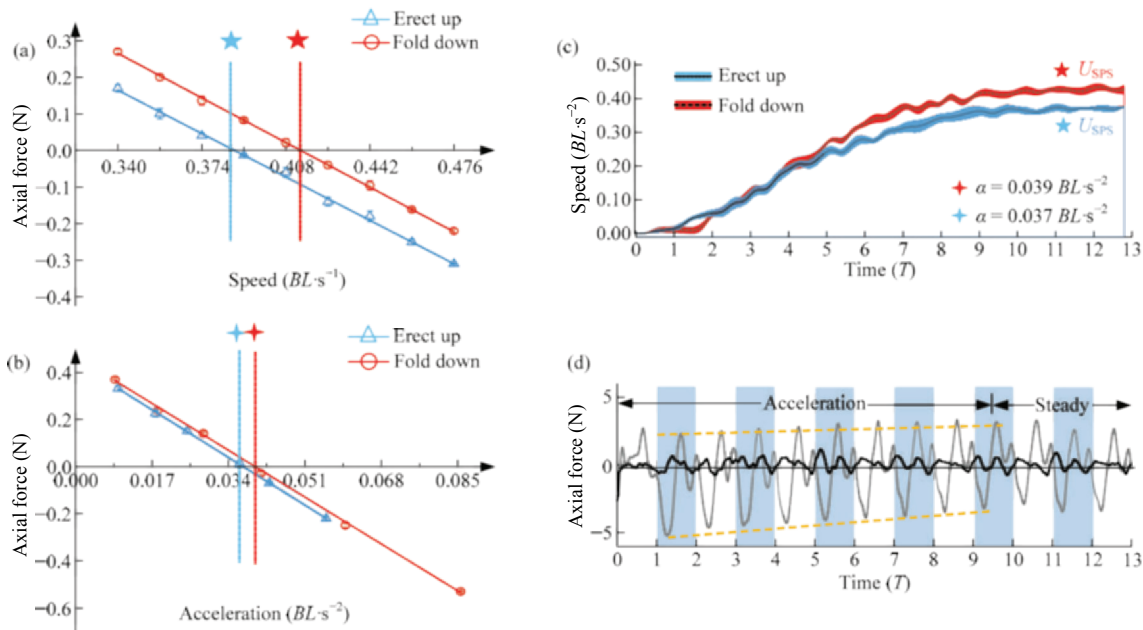 (a)
Erect up
Fold down
0.3
0.2
0.1
0.0
−0.1
−0.2
−0.3
−0.4
0.340
0.374
0.408
0.442
0.476
Axial force (N)
Speed (BL·s⁻¹)
(b)
Erect up
Fold down
0.4
0.2
0.0
−0.2
−0.4
−0.6
0.000
0.017
0.034
0.051
0.068
0.085
Axial force (N)
Acceleration (BL·s⁻²)
(c)
Erect up
Fold down
U_SPS
U_SPS
α = 0.039 BL·s⁻²
α = 0.037 BL·s⁻²
0.50
0.40
0.30
0.20
0.10
0.00
Speed (BL·s⁻²)
0 1 2 3 4 5 6 7 8 9 10 11 12 13
Time (T)
(d)
Acceleration
Steady
5
0
−5
Axial force (N)
0 1 2 3 4 5 6 7 8 9 10 11 12 13
Time (T)